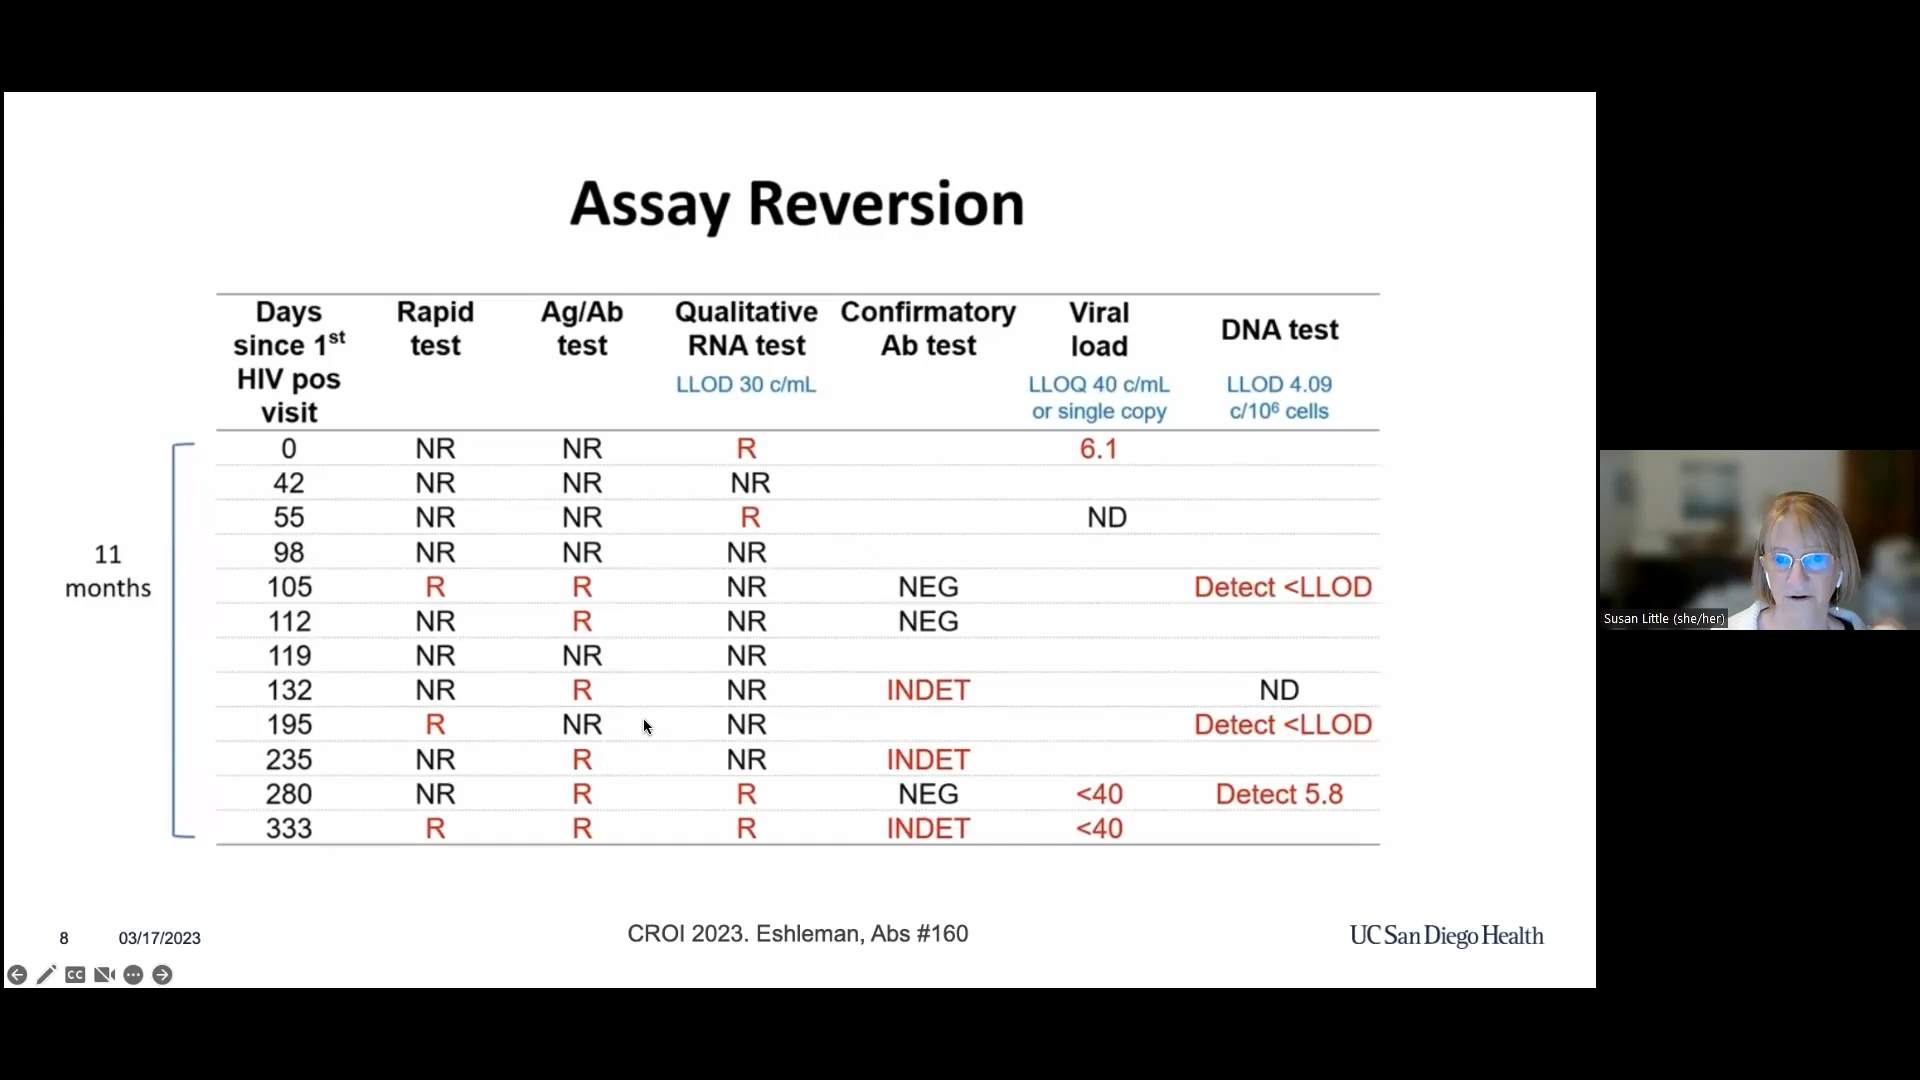 Assay Reversion
Days since 1st HIV pos visit	Rapid test	Ag/Ab test	Qualitative RNA test LLOD 30 c/mL	Confirmatory Ab test	Viral load LLOQ 40 c/mL or single copy	DNA test LLOD 4.09 c/10⁶ cells
0	NR	NR	R		6.1
42	NR	NR	NR
55	NR	NR	R		ND
98	NR	NR	NR
105	R	R	NR	NEG		Detect <LLOD
112	NR	R	NR	NEG
119	NR	NR	NR
132	NR	R	NR	INDET		ND
195	R	NR	NR			Detect <LLOD
235	NR	R	NR	INDET
280	NR	R	R	NEG	<40	Detect 5.8
333	R	R	R	INDET	<40
11
months
CROI 2023. Eshleman, Abs #160
8	03/17/2023
UC San Diego Health
CC
Susan Little (she/her)